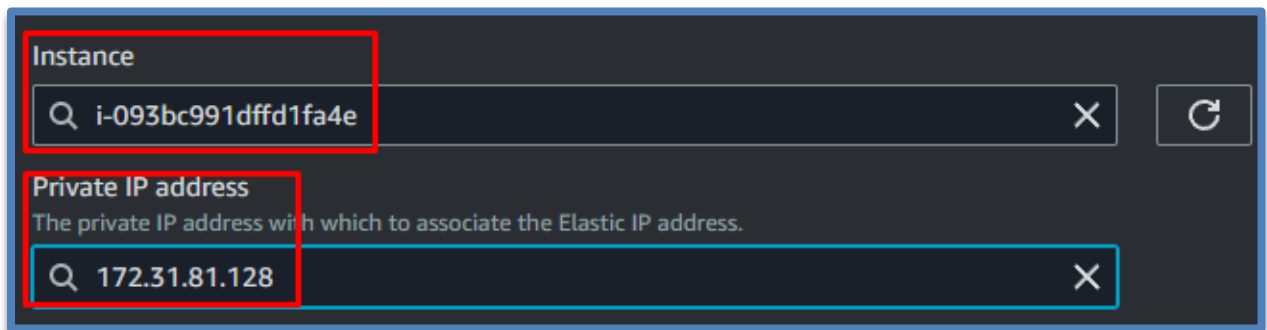 Instance
i-093bc991dffd1fa4e
Private IP address
The private IP address with which to associate the Elastic IP address.
172.31.81.128